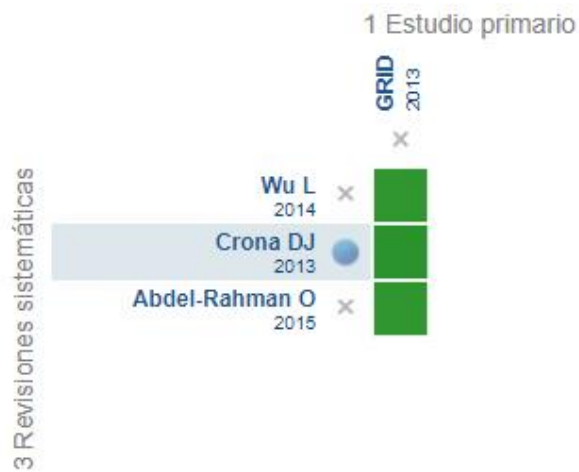 1 Estudio primario
GRID
2013
3 Revisiones sistemáticas
Wu L
2014
Crona DJ
2013
Abdel-Rahman O
2015